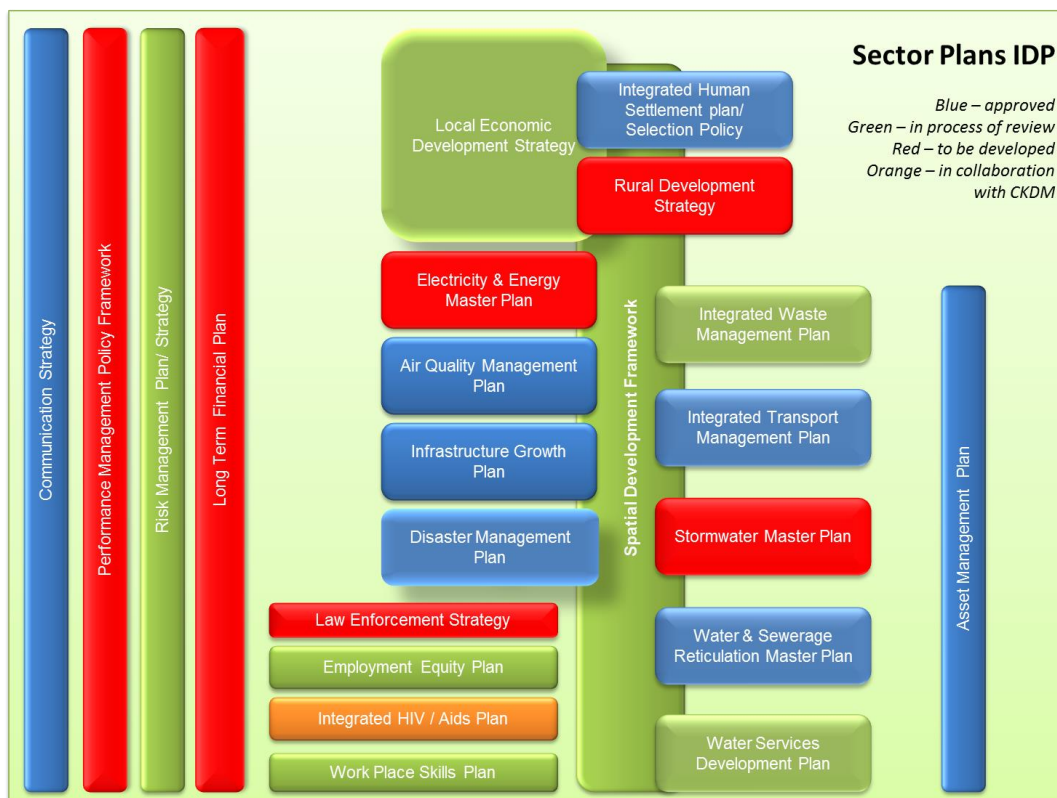 Sector Plans IDP
Blue – approved
Green – in process of review
Red – to be developed
Orange – in collaboration
with CKDM
Communication Strategy
Performance Management Policy Framework
Risk Management Plan/ Strategy
Long Term Financial Plan
Local Economic
Development Strategy
Integrated Human
Settlement plan/
Selection Policy
Rural Development
Strategy
Electricity & Energy
Master Plan
Air Quality Management
Plan
Infrastructure Growth
Plan
Disaster Management
Plan
Law Enforcement Strategy
Employment Equity Plan
Integrated HIV / Aids Plan
Work Place Skills Plan
Spatial Development Framework
Integrated Waste
Management Plan
Integrated Transport
Management Plan
Stormwater Master Plan
Water & Sewerage
Reticulation Master Plan
Water Services
Development Plan
Asset Management Plan